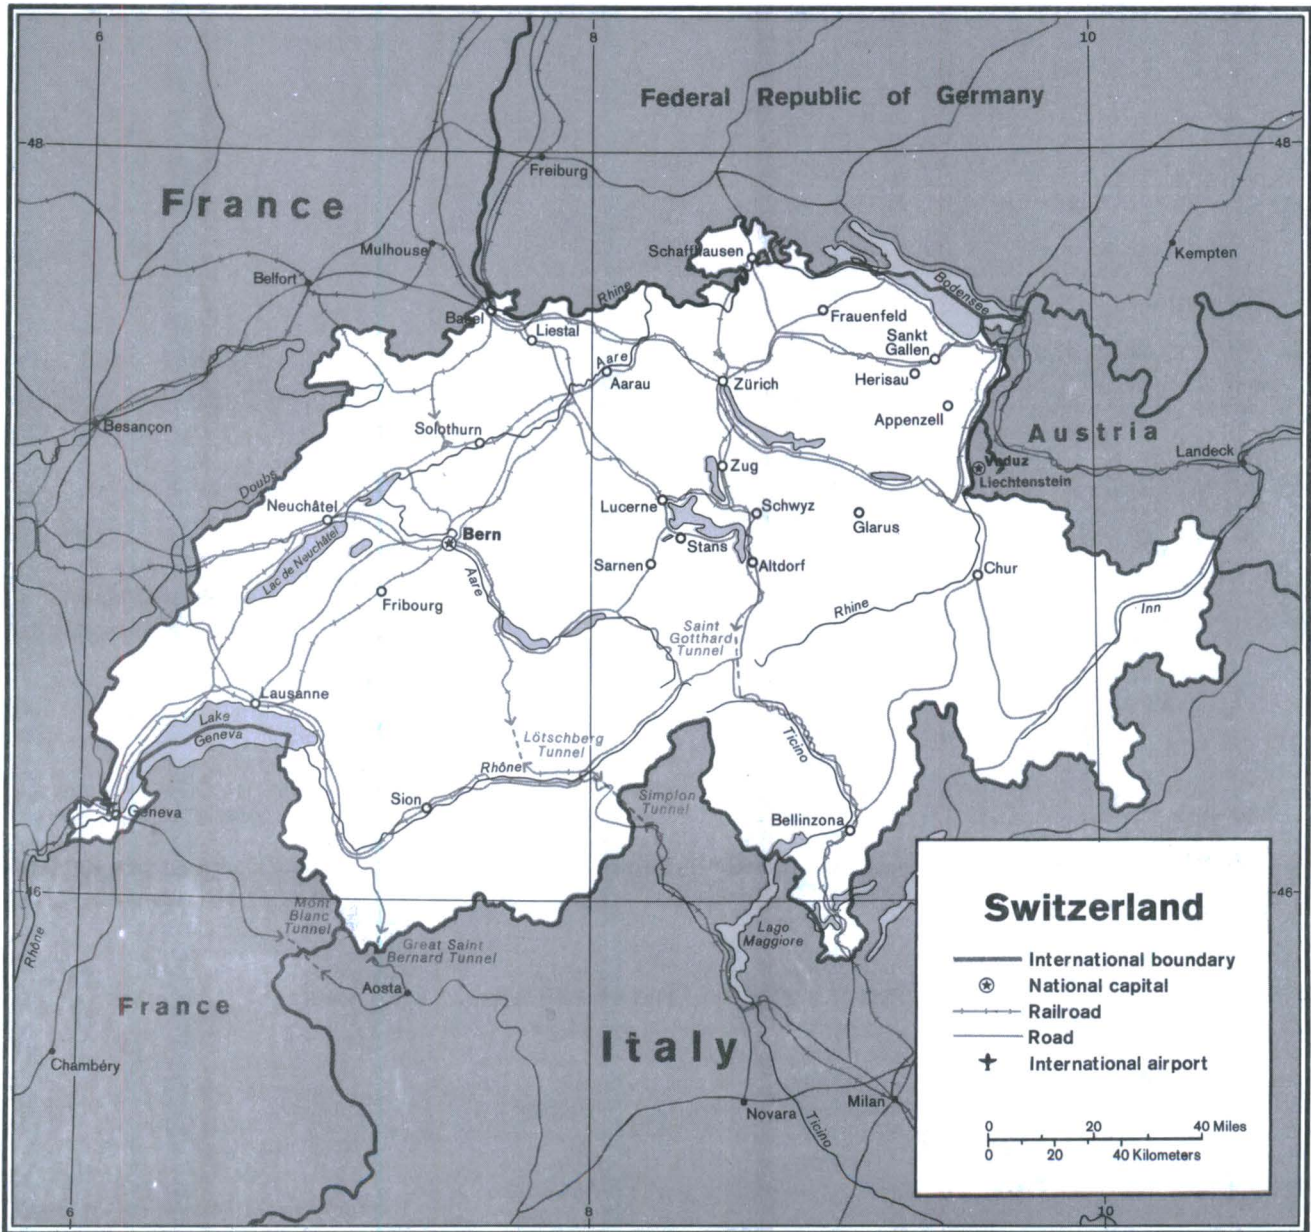 6 8 10
Federal Republic of Germany
48 48
Freiburg
France
Mulhouse
Schaffhausen
Kempten
Belfort
Rhine
Bodensee
Basel
Liestal
Frauenfeld
Sankt
Gallen
Aare
Aarau
Zürich
Herisau
Appenzell
Besançon
Solothurn
Austria
Landeck
Zug
Vaduz
Liechtenstein
Doubs
Neuchâtel
Lucerne
Schwyz
Glarus
Bern
Stans
Lac de Neuchâtel
Aare
Sarnen
Altdorf
Chur
Fribourg
Rhine
Inn
Saint
Gotthard
Tunnel
Lausanne
Lake
Geneva
Lötschberg
Tunnel
Ticino
Rhône
Sion
Simplon
Tunnel
Geneva
Bellinzona
46 46
Mont
Blanc
Tunnel
Great Saint
Bernard Tunnel
Lago
Maggiore
Rhône
Aosta
France
Italy
Chambéry
Novara
Milan
Ticino
Switzerland
International boundary
National capital
Railroad
Road
International airport
0 20 40 Miles
0 20 40 Kilometers
6 8 10